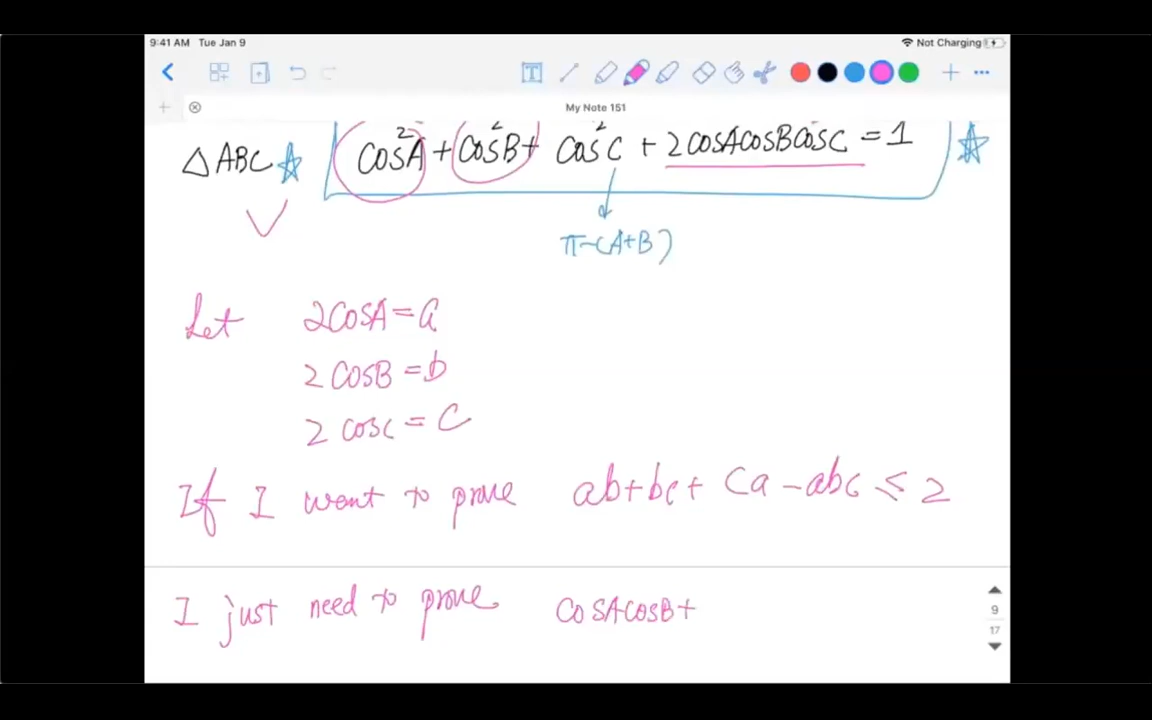 9:41 AM Tue Jan 9
Not Charging
My Note 151
△ABC☆ cos²A + cos²B + cos²C + 2cosAcosBcosC = 1 ☆
π-(A+B)
Let 2cosA = a
2cosB = b
2cosc = c
If I want to prove ab+bc+ca-abc ≤ 2
I just need to prove cosAcosB+
9
17